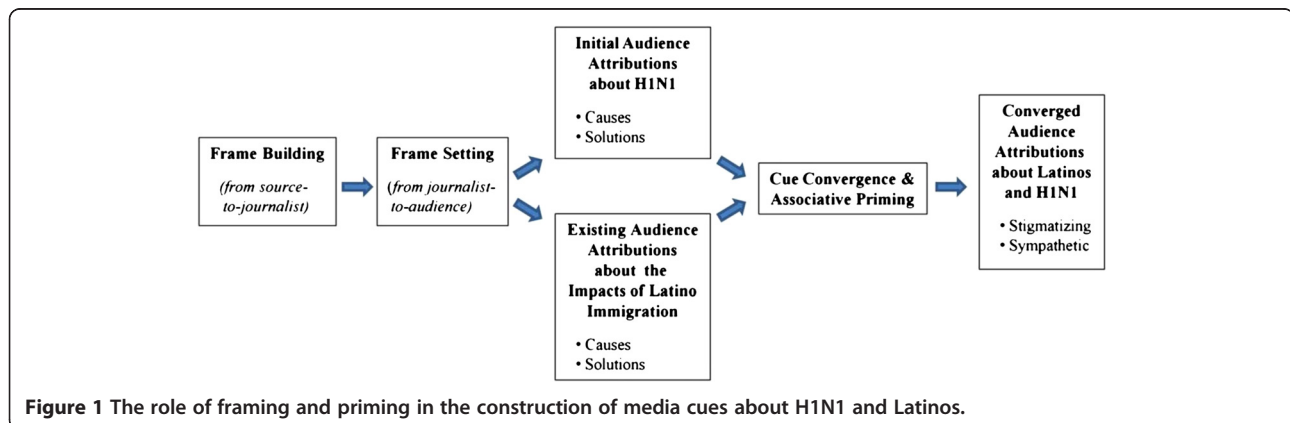 Frame Building
(from source-
to-journalist)
Frame Setting
(from journalist-
to-audience)
Initial Audience
Attributions
about H1N1
• Causes
• Solutions
Existing Audience
Attributions
about the
Impacts of Latino
Immigration
• Causes
• Solutions
Cue Convergence &
Associative Priming
Converged
Audience
Attributions
about Latinos
and H1N1
• Stigmatizing
• Sympathetic
Figure 1 The role of framing and priming in the construction of media cues about H1N1 and Latinos.